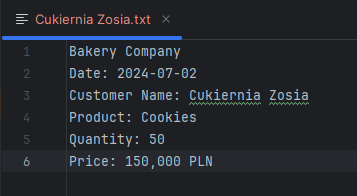 Cukiernia Zosia.txt
1 Bakery Company
2 Date: 2024-07-02
3 Customer Name: Cukiernia Zosia
4 Product: Cookies
5 Quantity: 50
6 Price: 150,000 PLN